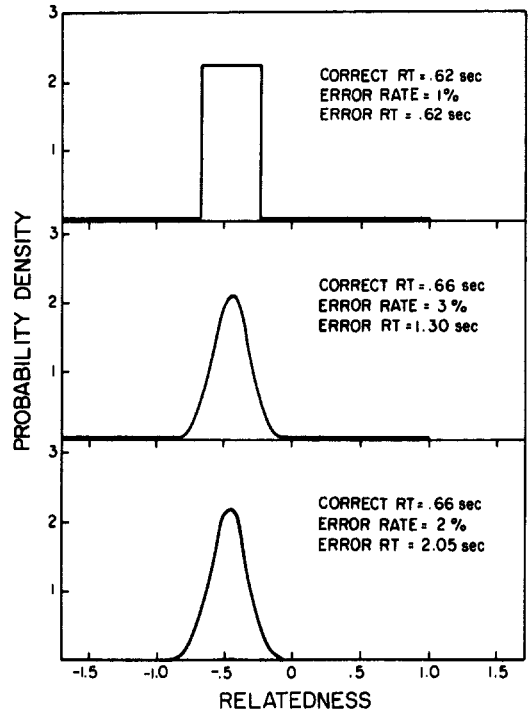 3
2
1
CORRECT RT = .62 sec
ERROR RATE = 1%
ERROR RT = .62 sec
3
2
1
CORRECT RT = .66 sec
ERROR RATE = 3 %
ERROR RT = 1.30 sec
3
2
1
CORRECT RT = .66 sec
ERROR RATE = 2 %
ERROR RT = 2.05 sec
PROBABILITY DENSITY
-1.5 -1.0 -.5 0 .5 1.0 1.5
RELATEDNESS